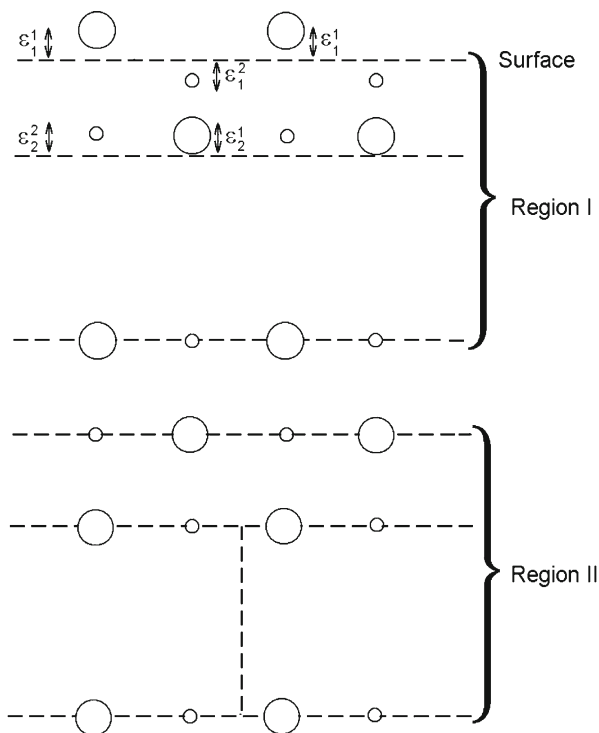 ε₁¹ ε₁¹
Surface
ε₁²
ε₂² ε₂¹
Region I
Region II